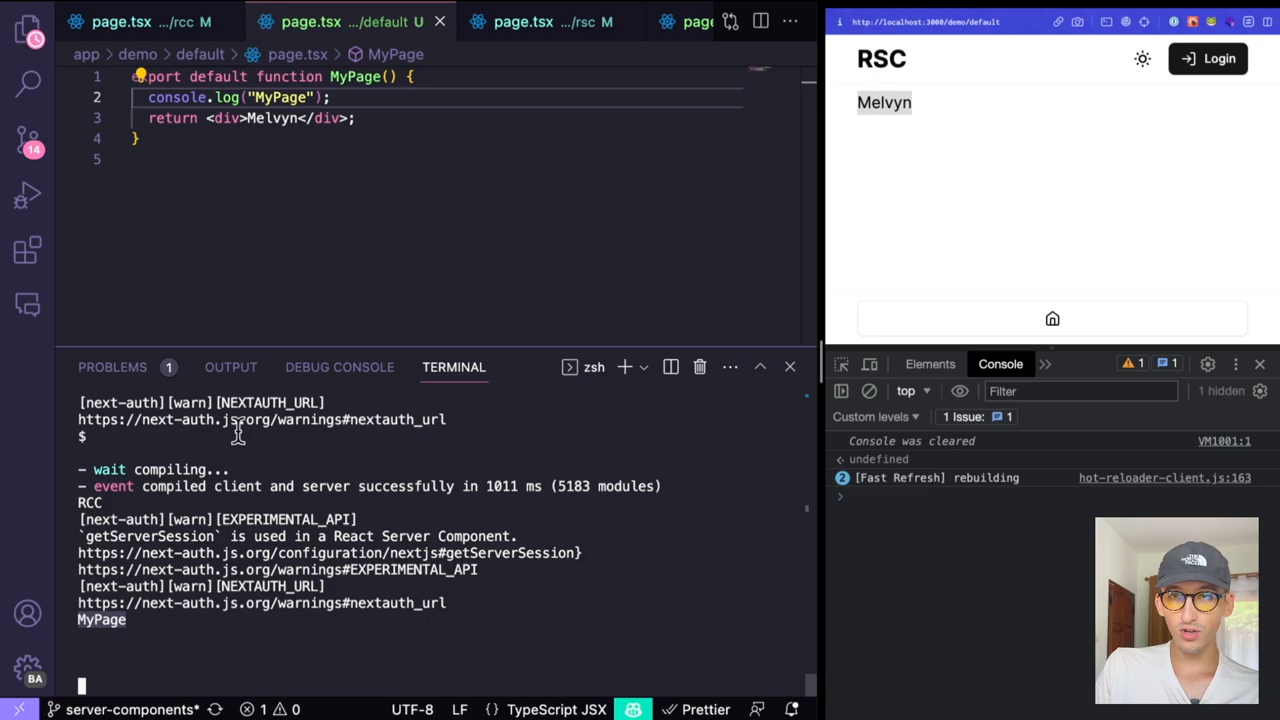 page.tsx .../rcc M
page.tsx .../default U
page.tsx .../rsc M
page
app > demo > default > page.tsx > MyPage
1 export default function MyPage() {
2 console.log("MyPage");
3 return <div>Melvyn</div>;
4 }
5
14
PROBLEMS 1 OUTPUT DEBUG CONSOLE TERMINAL zsh
[next-auth][warn][NEXTAUTH_URL]
https://next-auth.js.org/warnings#nextauth_url
$
- wait compiling...
- event compiled client and server successfully in 1011 ms (5183 modules)
RCC
[next-auth][warn][EXPERIMENTAL_API]
`getServerSession` is used in a React Server Component.
https://next-auth.js.org/configuration/nextjs#getServerSession}
https://next-auth.js.org/warnings#EXPERIMENTAL_API
[next-auth][warn][NEXTAUTH_URL]
https://next-auth.js.org/warnings#nextauth_url
MyPage
BA
server-components* 1 0 UTF-8 LF TypeScript JSX Prettier
http://localhost:3000/demo/default
RSC
Login
Melvyn
Elements Console 1 1
top Filter 1 hidden
Custom levels 1 Issue: 1
Console was cleared VM1001:1
undefined
2 [Fast Refresh] rebuilding hot-reloader-client.js:163